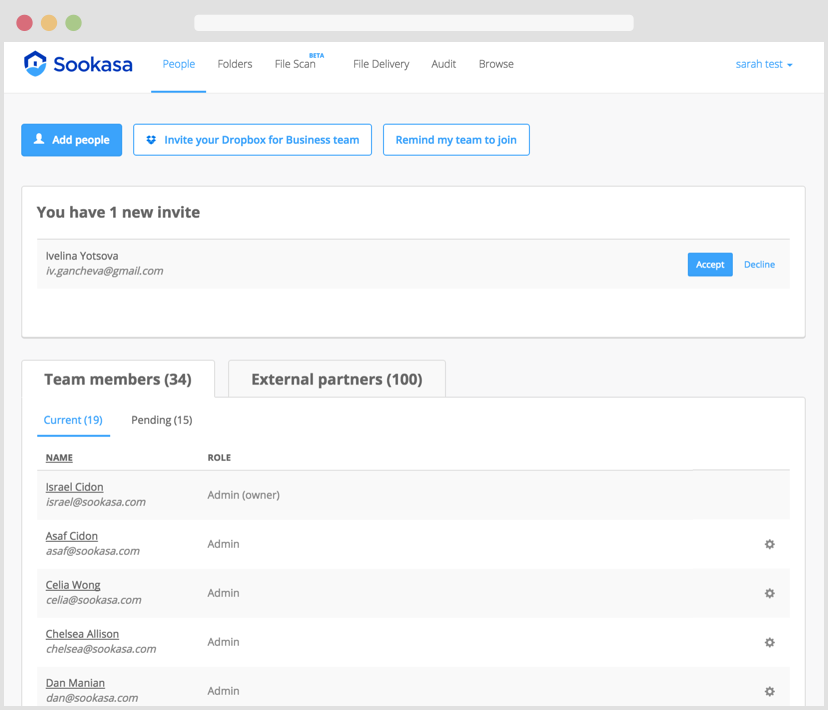 Sookasa
People Folders File Scan BETA File Delivery Audit Browse sarah test
Add people Invite your Dropbox for Business team Remind my team to join
You have 1 new invite
Ivelina Yotsova
iv.gancheva@gmail.com
Accept Decline
Team members (34) External partners (100)
Current (19) Pending (15)
NAME ROLE
Israel Cidon
israel@sookasa.com
Admin (owner)
Asaf Cidon
asaf@sookasa.com
Admin
Celia Wong
celia@sookasa.com
Admin
Chelsea Allison
chelsea@sookasa.com
Admin
Dan Manian
dan@sookasa.com
Admin